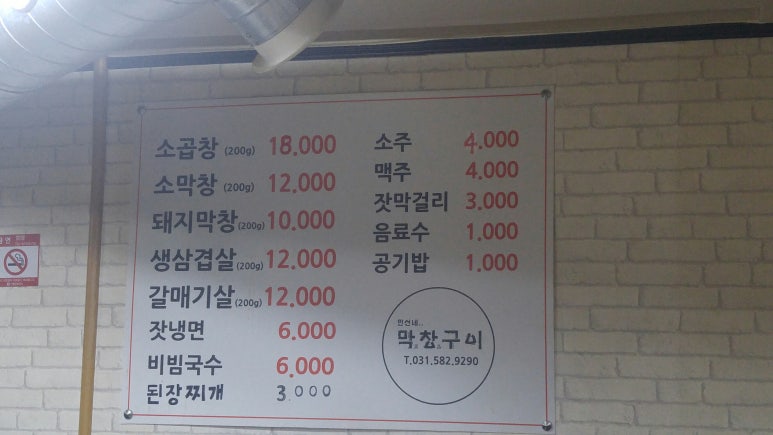 소곱창 (200g) 18,000
소막창 (200g) 12,000
돼지막창 (200g) 10,000
생삼겹살 (200g) 12,000
갈매기살 (200g) 12,000
잣냉면 6,000
비빔국수 6,000
된장찌개 3.000
소주 4.000
맥주 4.000
잣막걸리 3.000
음료수 1.000
공기밥 1.000
민선네..
막창구이
T.031.582.9290